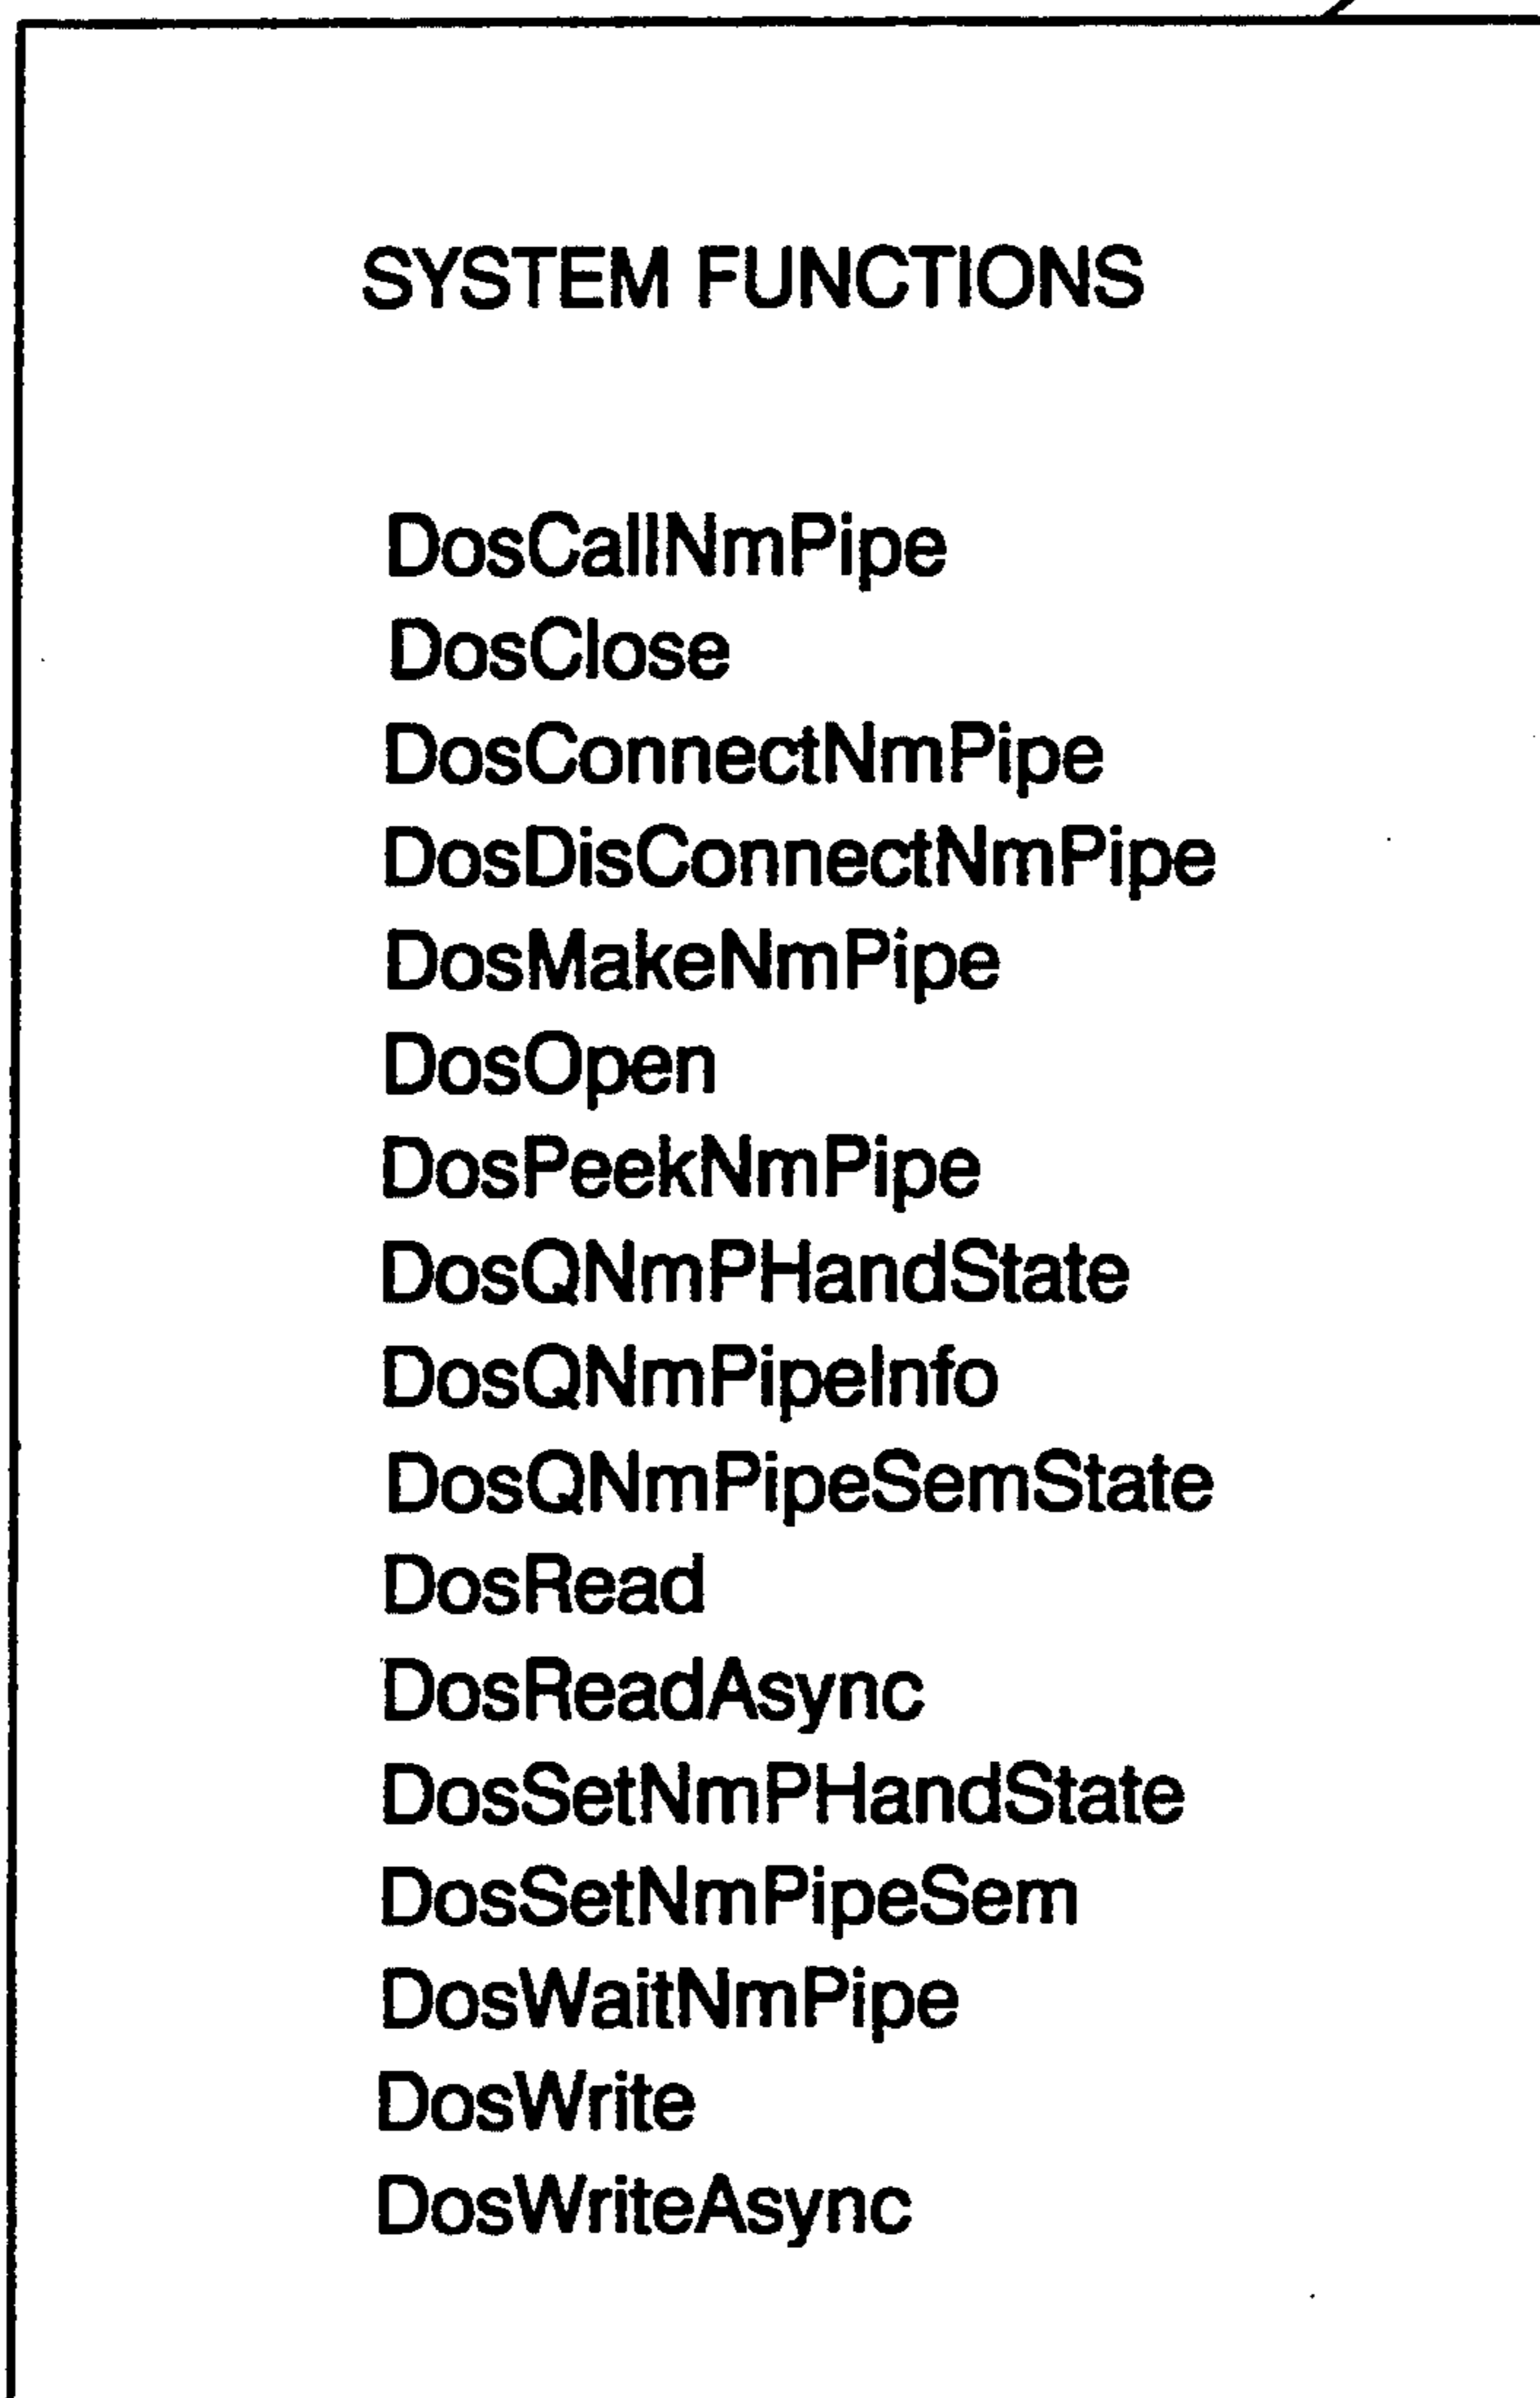 SYSTEM FUNCTIONS
DosCallNmPipe
DosClose
DosConnectNmPipe
DosDisConnectNmPipe
DosMakeNmPipe
DosOpen
DosPeekNmPipe
DosQNmPHandState
DosQNmPipeInfo
DosQNmPipeSemState
DosRead
DosReadAsync
DosSetNmPHandState
DosSetNmPipeSem
DosWaitNmPipe
DosWrite
DosWriteAsync